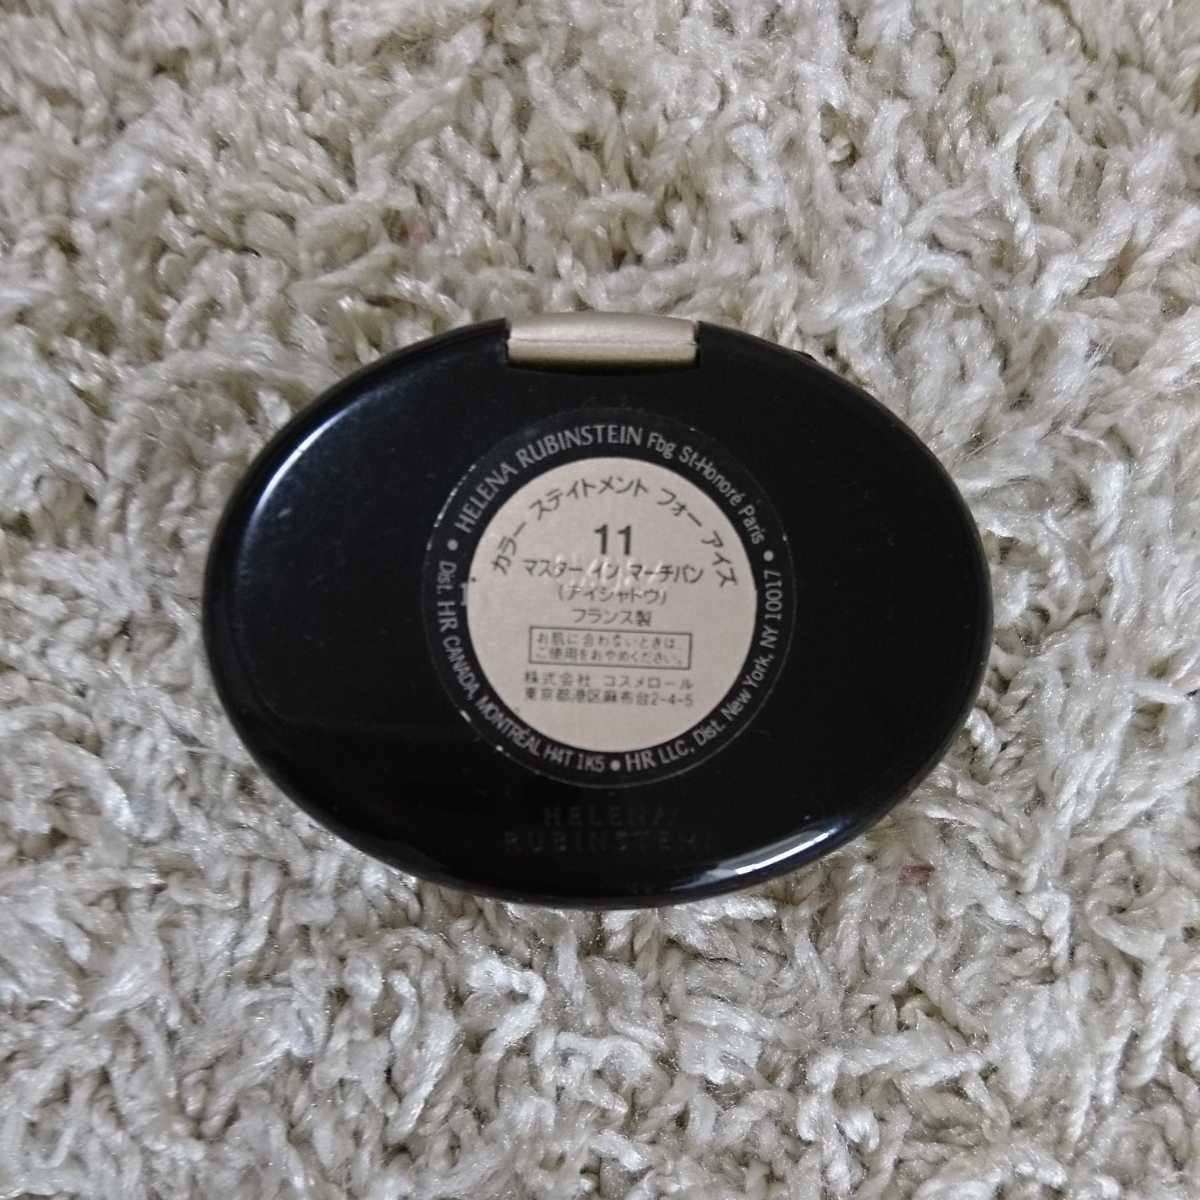 HELENA RUBINSTEIN Fbg St-Honoré Paris • HR LLC, Dist. New York, NY 10017
• Dist. HR CANADA, MONTRÉAL H4T 1K5 •
カラー ステイトメント フォー アイズ
11
マスター イン マーチパン
(アイシャドウ)
フランス製
お肌に合わないときは、
ご使用をおやめください。
株式会社 コスメロール
東京都港区麻布台2-4-5
HELENA
RUBINSTEIN